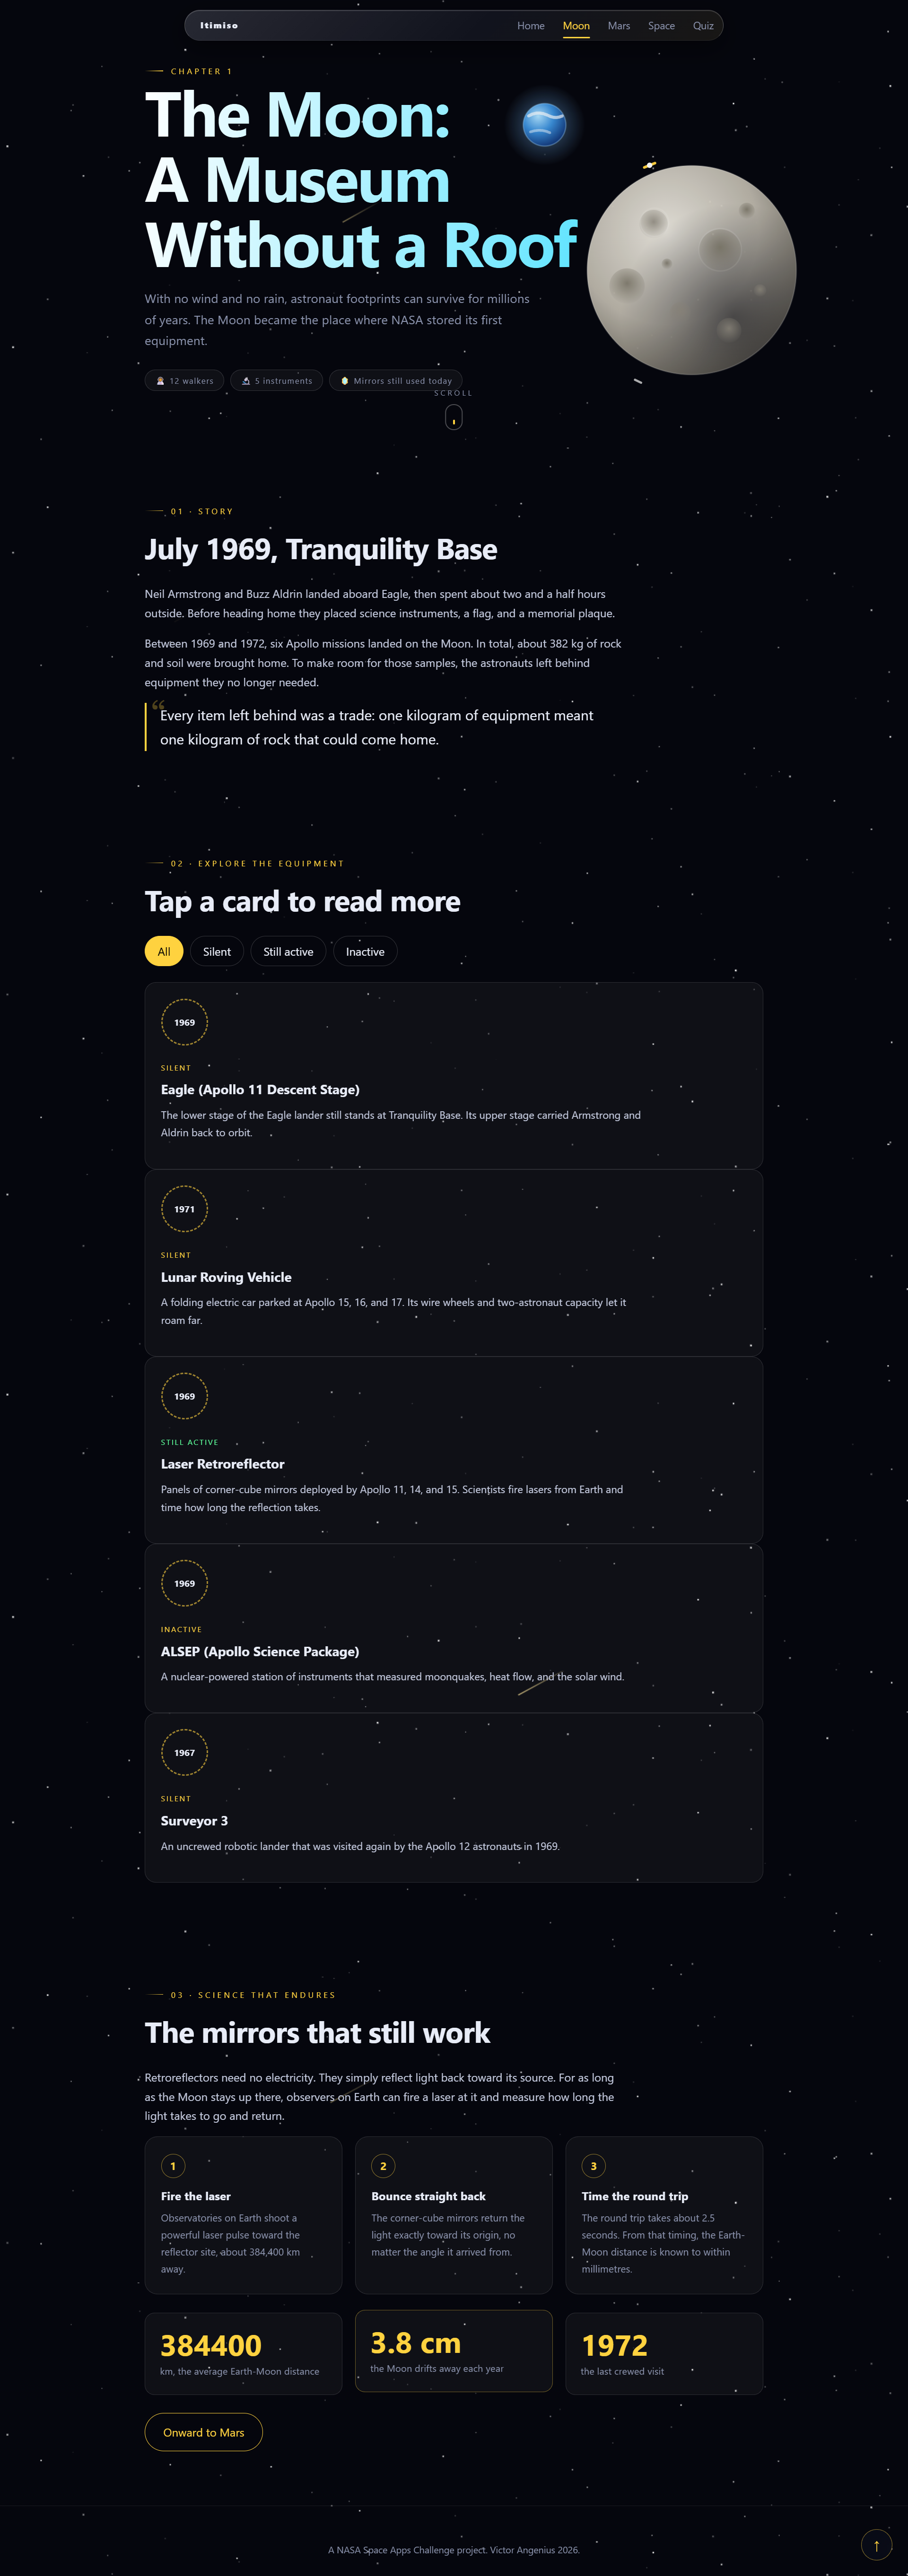 Itimiso
Home Moon Mars Space Quiz
CHAPTER 1
The Moon:
A Museum
Without a Roof
With no wind and no rain, astronaut footprints can survive for millions
of years. The Moon became the place where NASA stored its first
equipment.
12 walkers
5 instruments
Mirrors still used today
SCROLL
01 · STORY
July 1969, Tranquility Base
Neil Armstrong and Buzz Aldrin landed aboard Eagle, then spent about two and a half hours
outside. Before heading home they placed science instruments, a flag, and a memorial plaque.
Between 1969 and 1972, six Apollo missions landed on the Moon. In total, about 382 kg of rock
and soil were brought home. To make room for those samples, the astronauts left behind
equipment they no longer needed.
“
Every item left behind was a trade: one kilogram of equipment meant
one kilogram of rock that could come home.
02 · EXPLORE THE EQUIPMENT
Tap a card to read more
All Silent Still active Inactive
1969
SILENT
Eagle (Apollo 11 Descent Stage)
The lower stage of the Eagle lander still stands at Tranquility Base. Its upper stage carried Armstrong and
Aldrin back to orbit.
1971
SILENT
Lunar Roving Vehicle
A folding electric car parked at Apollo 15, 16, and 17. Its wire wheels and two-astronaut capacity let it
roam far.
1969
STILL ACTIVE
Laser Retroreflector
Panels of corner-cube mirrors deployed by Apollo 11, 14, and 15. Scientists fire lasers from Earth and
time how long the reflection takes.
1969
INACTIVE
ALSEP (Apollo Science Package)
A nuclear-powered station of instruments that measured moonquakes, heat flow, and the solar wind.
1967
SILENT
Surveyor 3
An uncrewed robotic lander that was visited again by the Apollo 12 astronauts in 1969.
03 · SCIENCE THAT ENDURES
The mirrors that still work
Retroreflectors need no electricity. They simply reflect light back toward its source. For as long
as the Moon stays up there, observers on Earth can fire a laser at it and measure how long the
light takes to go and return.
1
Fire the laser
Observatories on Earth shoot a
powerful laser pulse toward the
reflector site, about 384,400 km
away.
2
Bounce straight back
The corner-cube mirrors return the
light exactly toward its origin, no
matter the angle it arrived from.
3
Time the round trip
The round trip takes about 2.5
seconds. From that timing, the Earth-
Moon distance is known to within
millimetres.
384400
km, the average Earth-Moon distance
3.8 cm
the Moon drifts away each year
1972
the last crewed visit
Onward to Mars
A NASA Space Apps Challenge project. Victor Angenius 2026.
↑